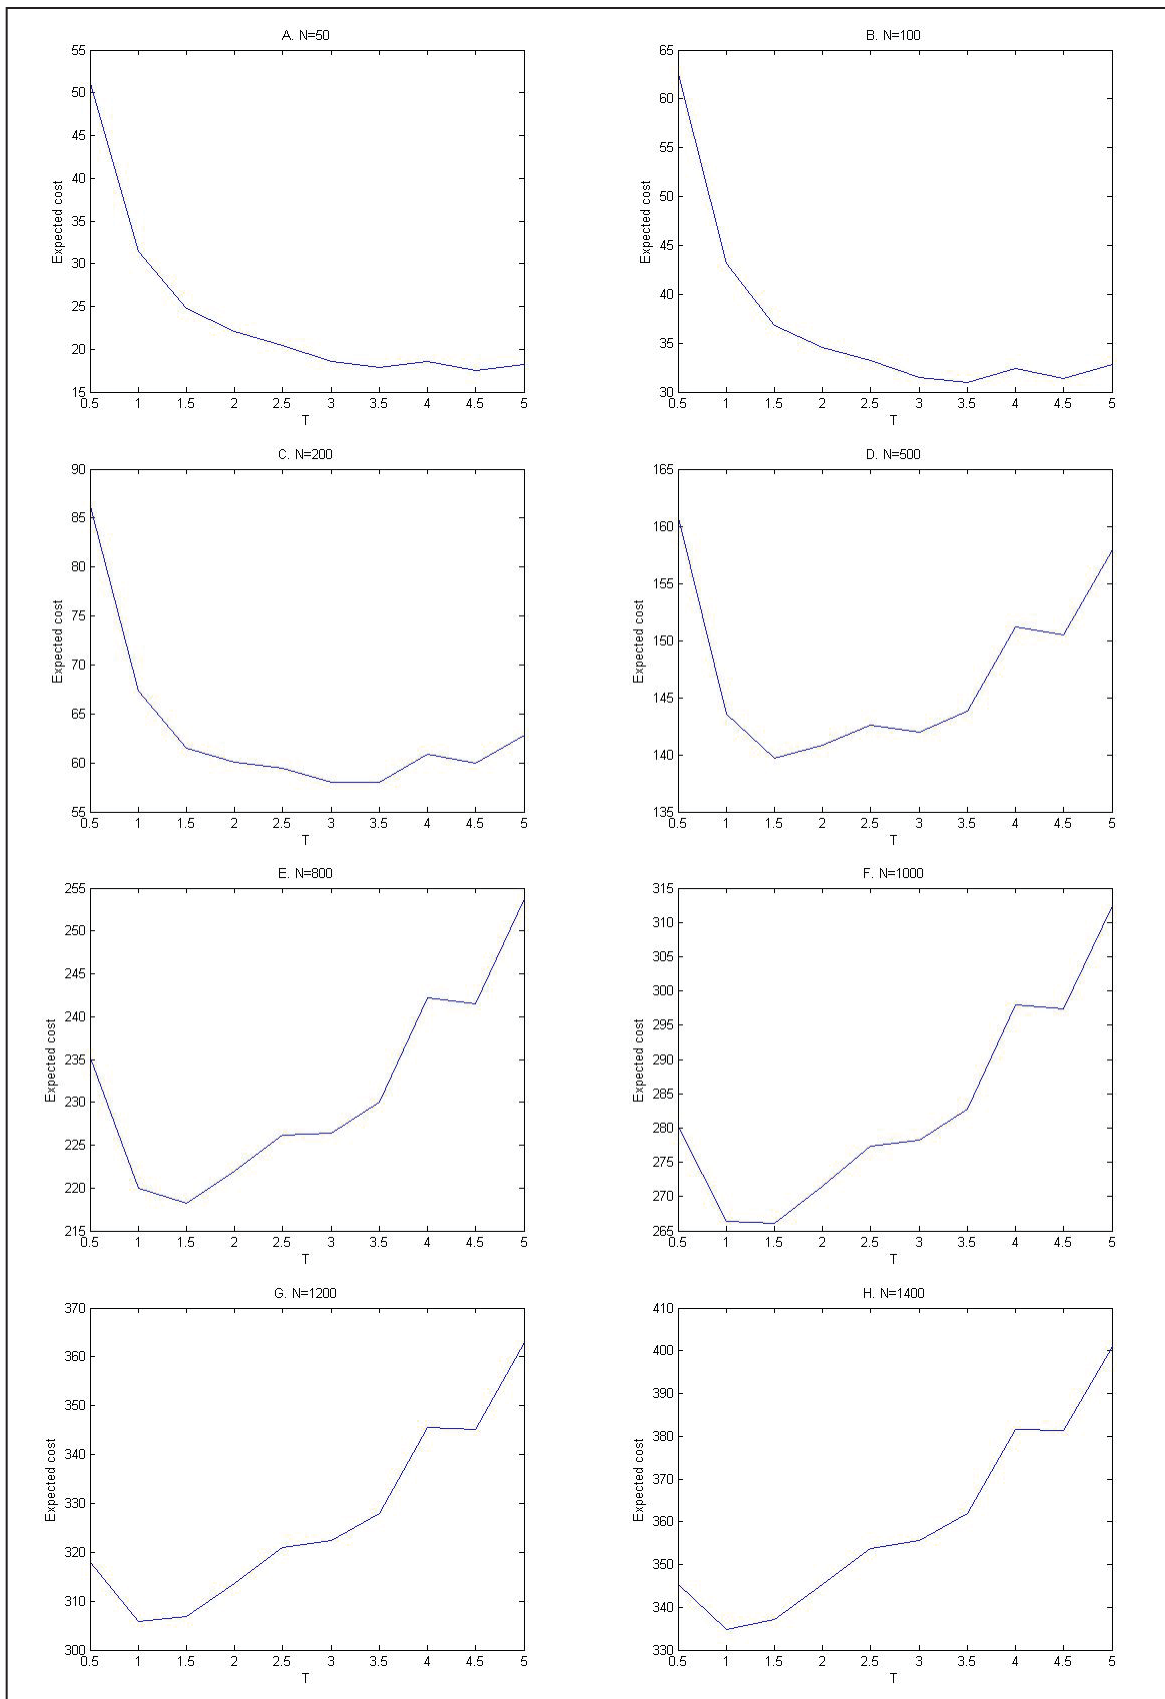 A. N=50
55
50
45
40
35
30
25
20
15
Expected cost
0.5 1 1.5 2 2.5 3 3.5 4 4.5 5
T
B. N=100
65
60
55
50
45
40
35
30
Expected cost
0.5 1 1.5 2 2.5 3 3.5 4 4.5 5
T
C. N=200
90
85
80
75
70
65
60
55
Expected cost
0.5 1 1.5 2 2.5 3 3.5 4 4.5 5
T
D. N=500
165
160
155
150
145
140
135
Expected cost
0.5 1 1.5 2 2.5 3 3.5 4 4.5 5
T
E. N=800
255
250
245
240
235
230
225
220
215
Expected cost
0.5 1 1.5 2 2.5 3 3.5 4 4.5 5
T
F. N=1000
315
310
305
300
295
290
285
280
275
270
265
Expected cost
0.5 1 1.5 2 2.5 3 3.5 4 4.5 5
T
G. N=1200
370
360
350
340
330
320
310
300
Expected cost
0.5 1 1.5 2 2.5 3 3.5 4 4.5 5
T
H. N=1400
410
400
390
380
370
360
350
340
330
Expected cost
0.5 1 1.5 2 2.5 3 3.5 4 4.5 5
T